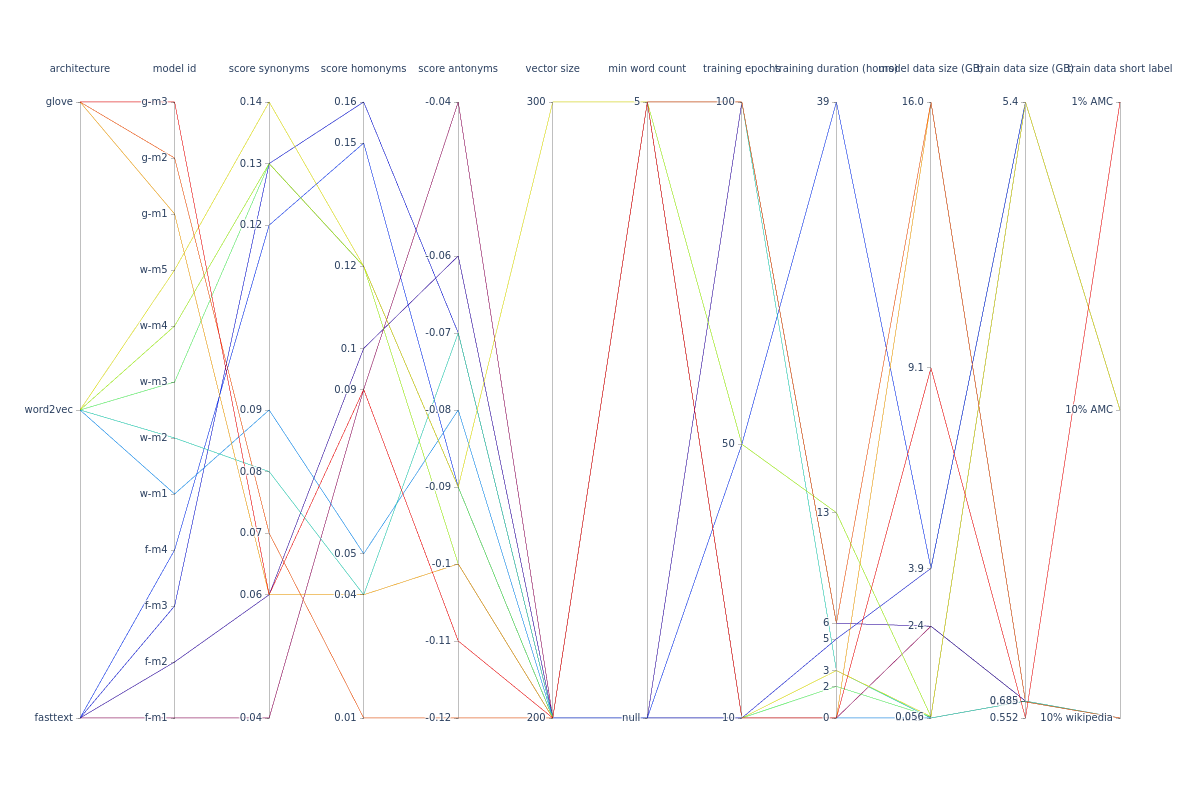 architecture
model id
score synonyms
score homonyms
score antonyms
vector size
min word count
training epochs
training duration (hours)
model data size (GB)
train data size (GB)
train data short label
glove
word2vec
fasttext
g-m3
g-m2
g-m1
w-m5
w-m4
w-m3
w-m2
w-m1
f-m4
f-m3
f-m2
f-m1
0.14
0.13
0.12
0.09
0.08
0.07
0.06
0.04
0.16
0.15
0.12
0.1
0.09
0.05
0.04
0.01
-0.04
-0.06
-0.07
-0.08
-0.09
-0.1
-0.11
-0.12
300
200
5
null
100
50
10
39
13
6
5
3
2
0
16.0
9.1
3.9
2.4
0.056
5.4
0.685
0.552
1% AMC
10% AMC
10% wikipedia